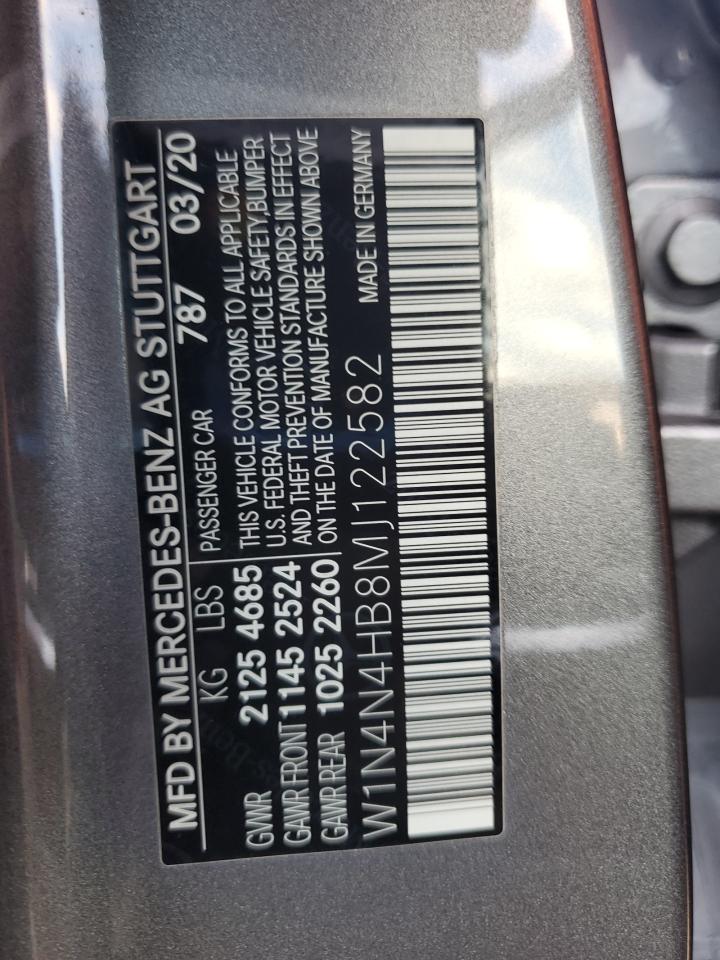 MFD BY MERCEDES-BENZ AG STUTTGART
KG LBS 787 03/20
PASSENGER CAR
GVWR 2125 4685 THIS VEHICLE CONFORMS TO ALL APPLICABLE
GAWR FRONT 1145 2524 U.S. FEDERAL MOTOR VEHICLE SAFETY,BUMPER
AND THEFT PREVENTION STANDARDS IN EFFECT
GAWR REAR 1025 2260 ON THE DATE OF MANUFACTURE SHOWN ABOVE
W1N4N4HB8MJ122582 MADE IN GERMANY